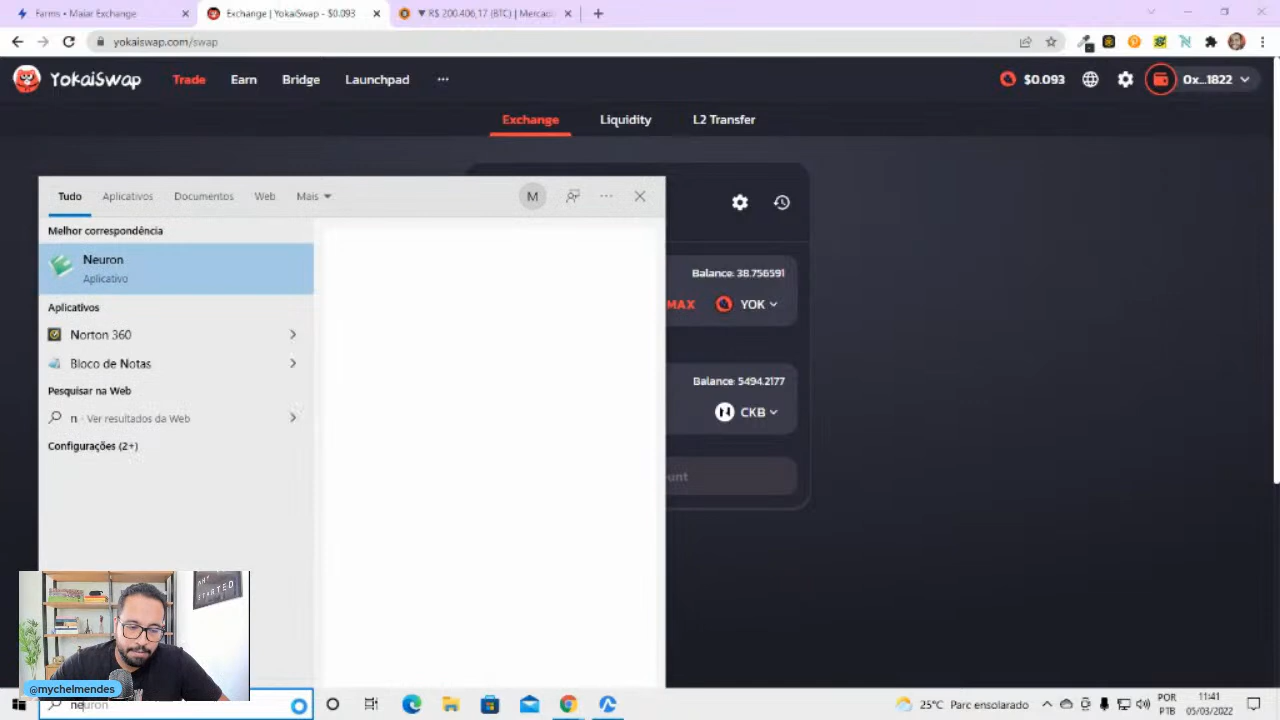 Farms - Maiar Exchange
Exchange | YokaiSwap - $0.093
▼ R$ 200.406,17 (BTC) | Mercad
yokaiswap.com/swap
YOKAISWAP
Trade
Earn
Bridge
Launchpad
$0.093
0x...1822
Exchange
Liquidity
L2 Transfer
Tudo
Aplicativos
Documentos
Web
Mais
M
Melhor correspondência
Neuron
Aplicativo
Aplicativos
Norton 360
Bloco de Notas
Pesquisar na Web
n - Ver resultados da Web
Configurações (2+)
Balance: 38.756591
MAX
YOK
Balance: 5494.2177
CKB
unt
STARTED
@mychelmendes
neuron
25°C Parc ensolarado
POR
PTB
11:41
05/03/2022